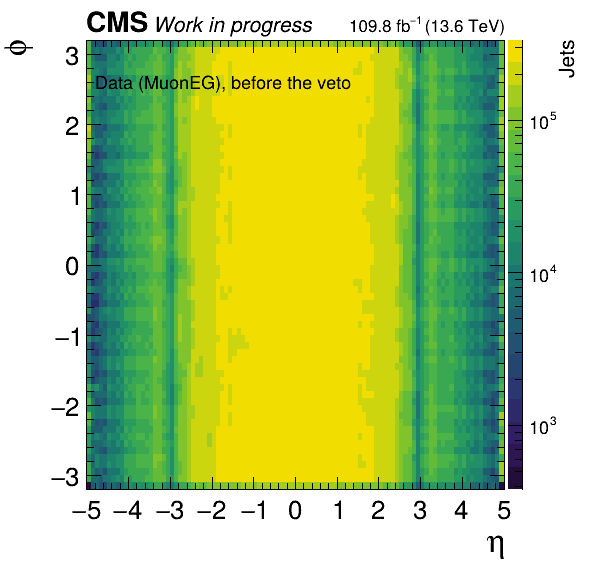 CMS Work in progress 109.8 fb⁻¹ (13.6 TeV)
ϕ
Jets
Data (MuonEG), before the veto
3
2
1
0
−1
−2
−3
10⁵
10⁴
10³
−5 −4 −3 −2 −1 0 1 2 3 4 5
η